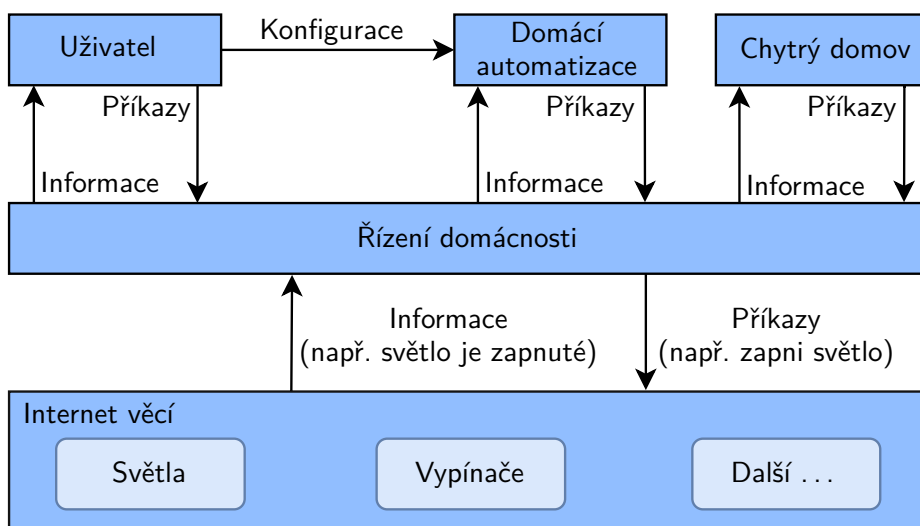 Uživatel
Konfigurace
Domácí
automatizace
Chytrý domov
Příkazy
Příkazy
Příkazy
Informace
Informace
Informace
Řízení domácnosti
Informace
(např. světlo je zapnuté)
Příkazy
(např. zapni světlo)
Internet věcí
Světla
Vypínače
Další . . .